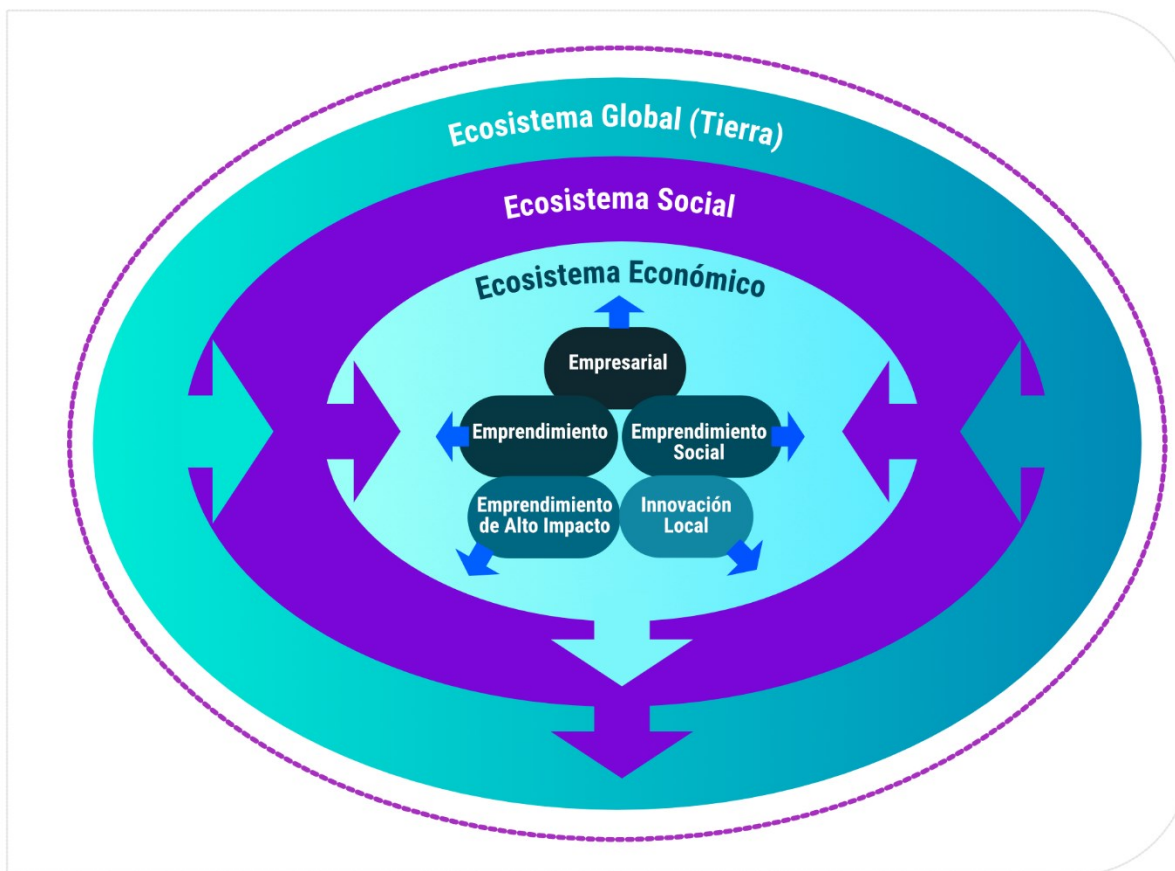 Ecosistema Global (Tierra)
Ecosistema Social
Ecosistema Económico
Empresarial
Emprendimiento
Emprendimiento
Social
Emprendimiento
de Alto Impacto
Innovación
Local